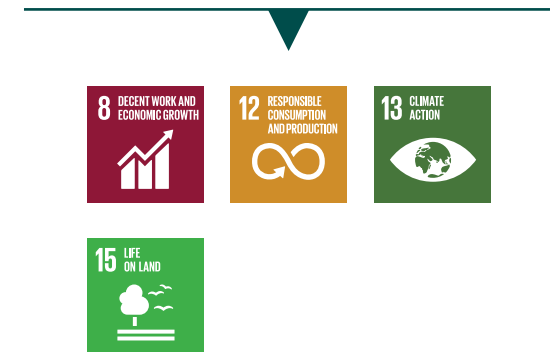 8 DECENT WORK AND
ECONOMIC GROWTH
12 RESPONSIBLE
CONSUMPTION
AND PRODUCTION
13 CLIMATE
ACTION
15 LIFE
ON LAND